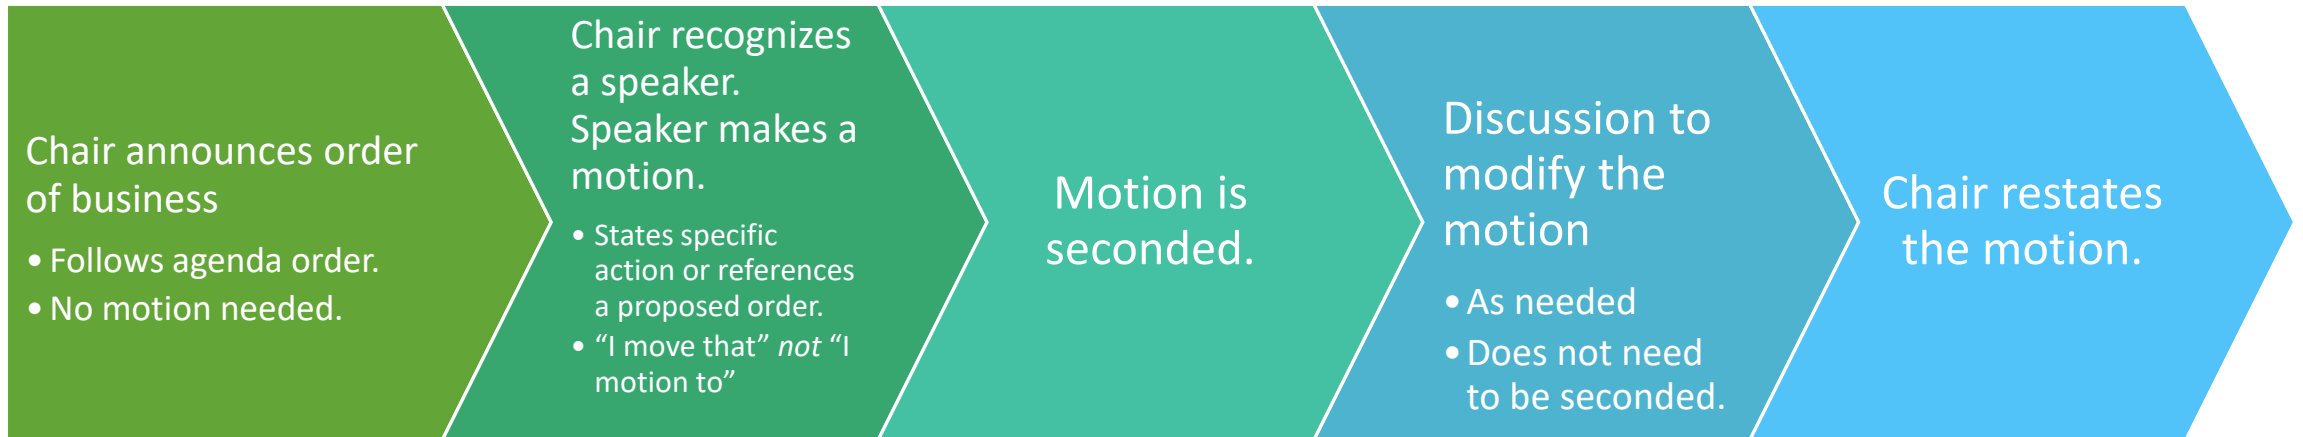 Chair announces order
of business
• Follows agenda order.
• No motion needed.
Chair recognizes
a speaker.
Speaker makes a
motion.
• States specific
action or references
a proposed order.
• “I move that” not “I
motion to”
Motion is
seconded.
Discussion to
modify the
motion
• As needed
• Does not need
to be seconded.
Chair restates
the motion.